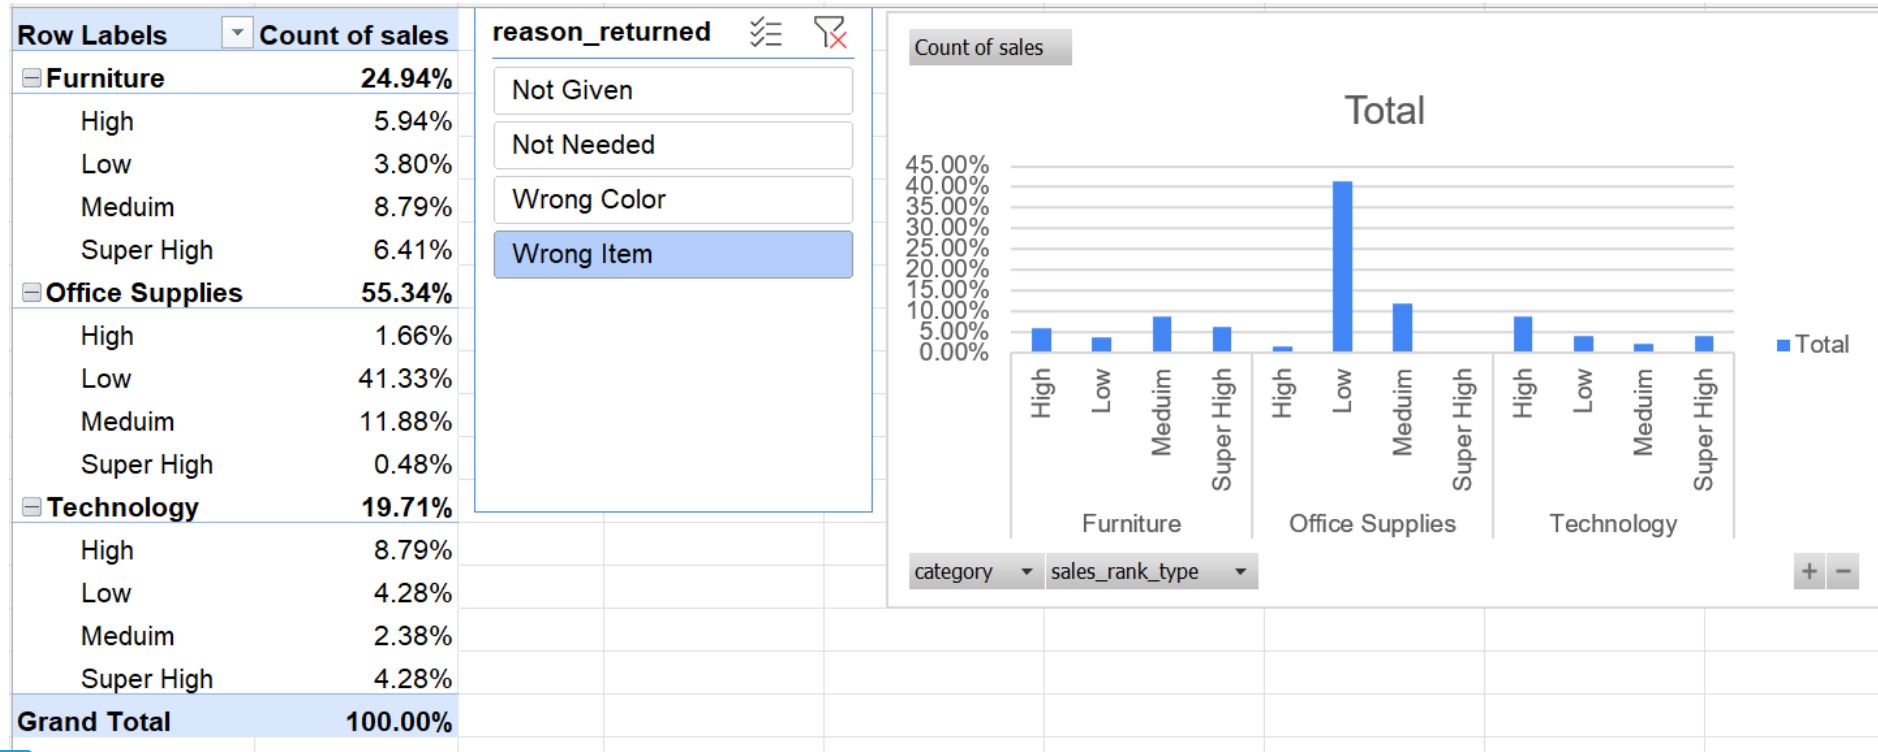 Row Labels Count of sales
Furniture 24.94%
High 5.94%
Low 3.80%
Meduim 8.79%
Super High 6.41%
Office Supplies 55.34%
High 1.66%
Low 41.33%
Meduim 11.88%
Super High 0.48%
Technology 19.71%
High 8.79%
Low 4.28%
Meduim 2.38%
Super High 4.28%
Grand Total 100.00%
reason_returned
Not Given
Not Needed
Wrong Color
Wrong Item
Count of sales
Total
45.00%
40.00%
35.00%
30.00%
25.00%
20.00%
15.00%
10.00%
5.00%
0.00%
High Low Meduim Super High High Low Meduim Super High High Low Meduim Super High
Furniture Office Supplies Technology
Total
category sales_rank_type
+ −